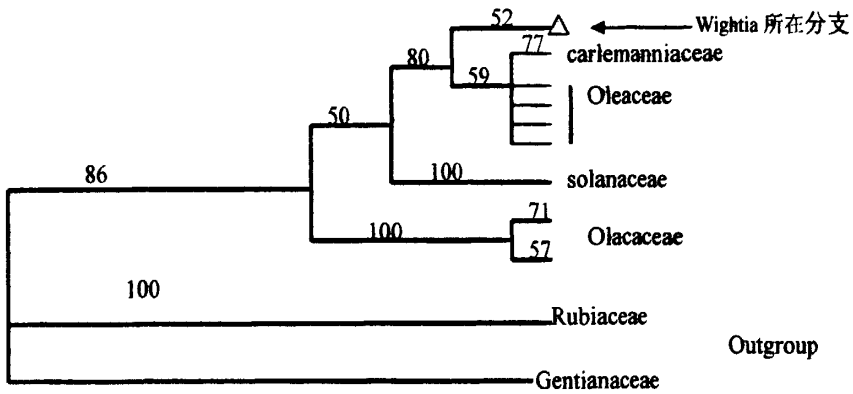 52
Wightia 所在分支
77
carlemanniaceae
80
59
Oleaceae
50
100
solanaceae
86
71
100
Olacaceae
57
100
Rubiaceae
Outgroup
Gentianaceae